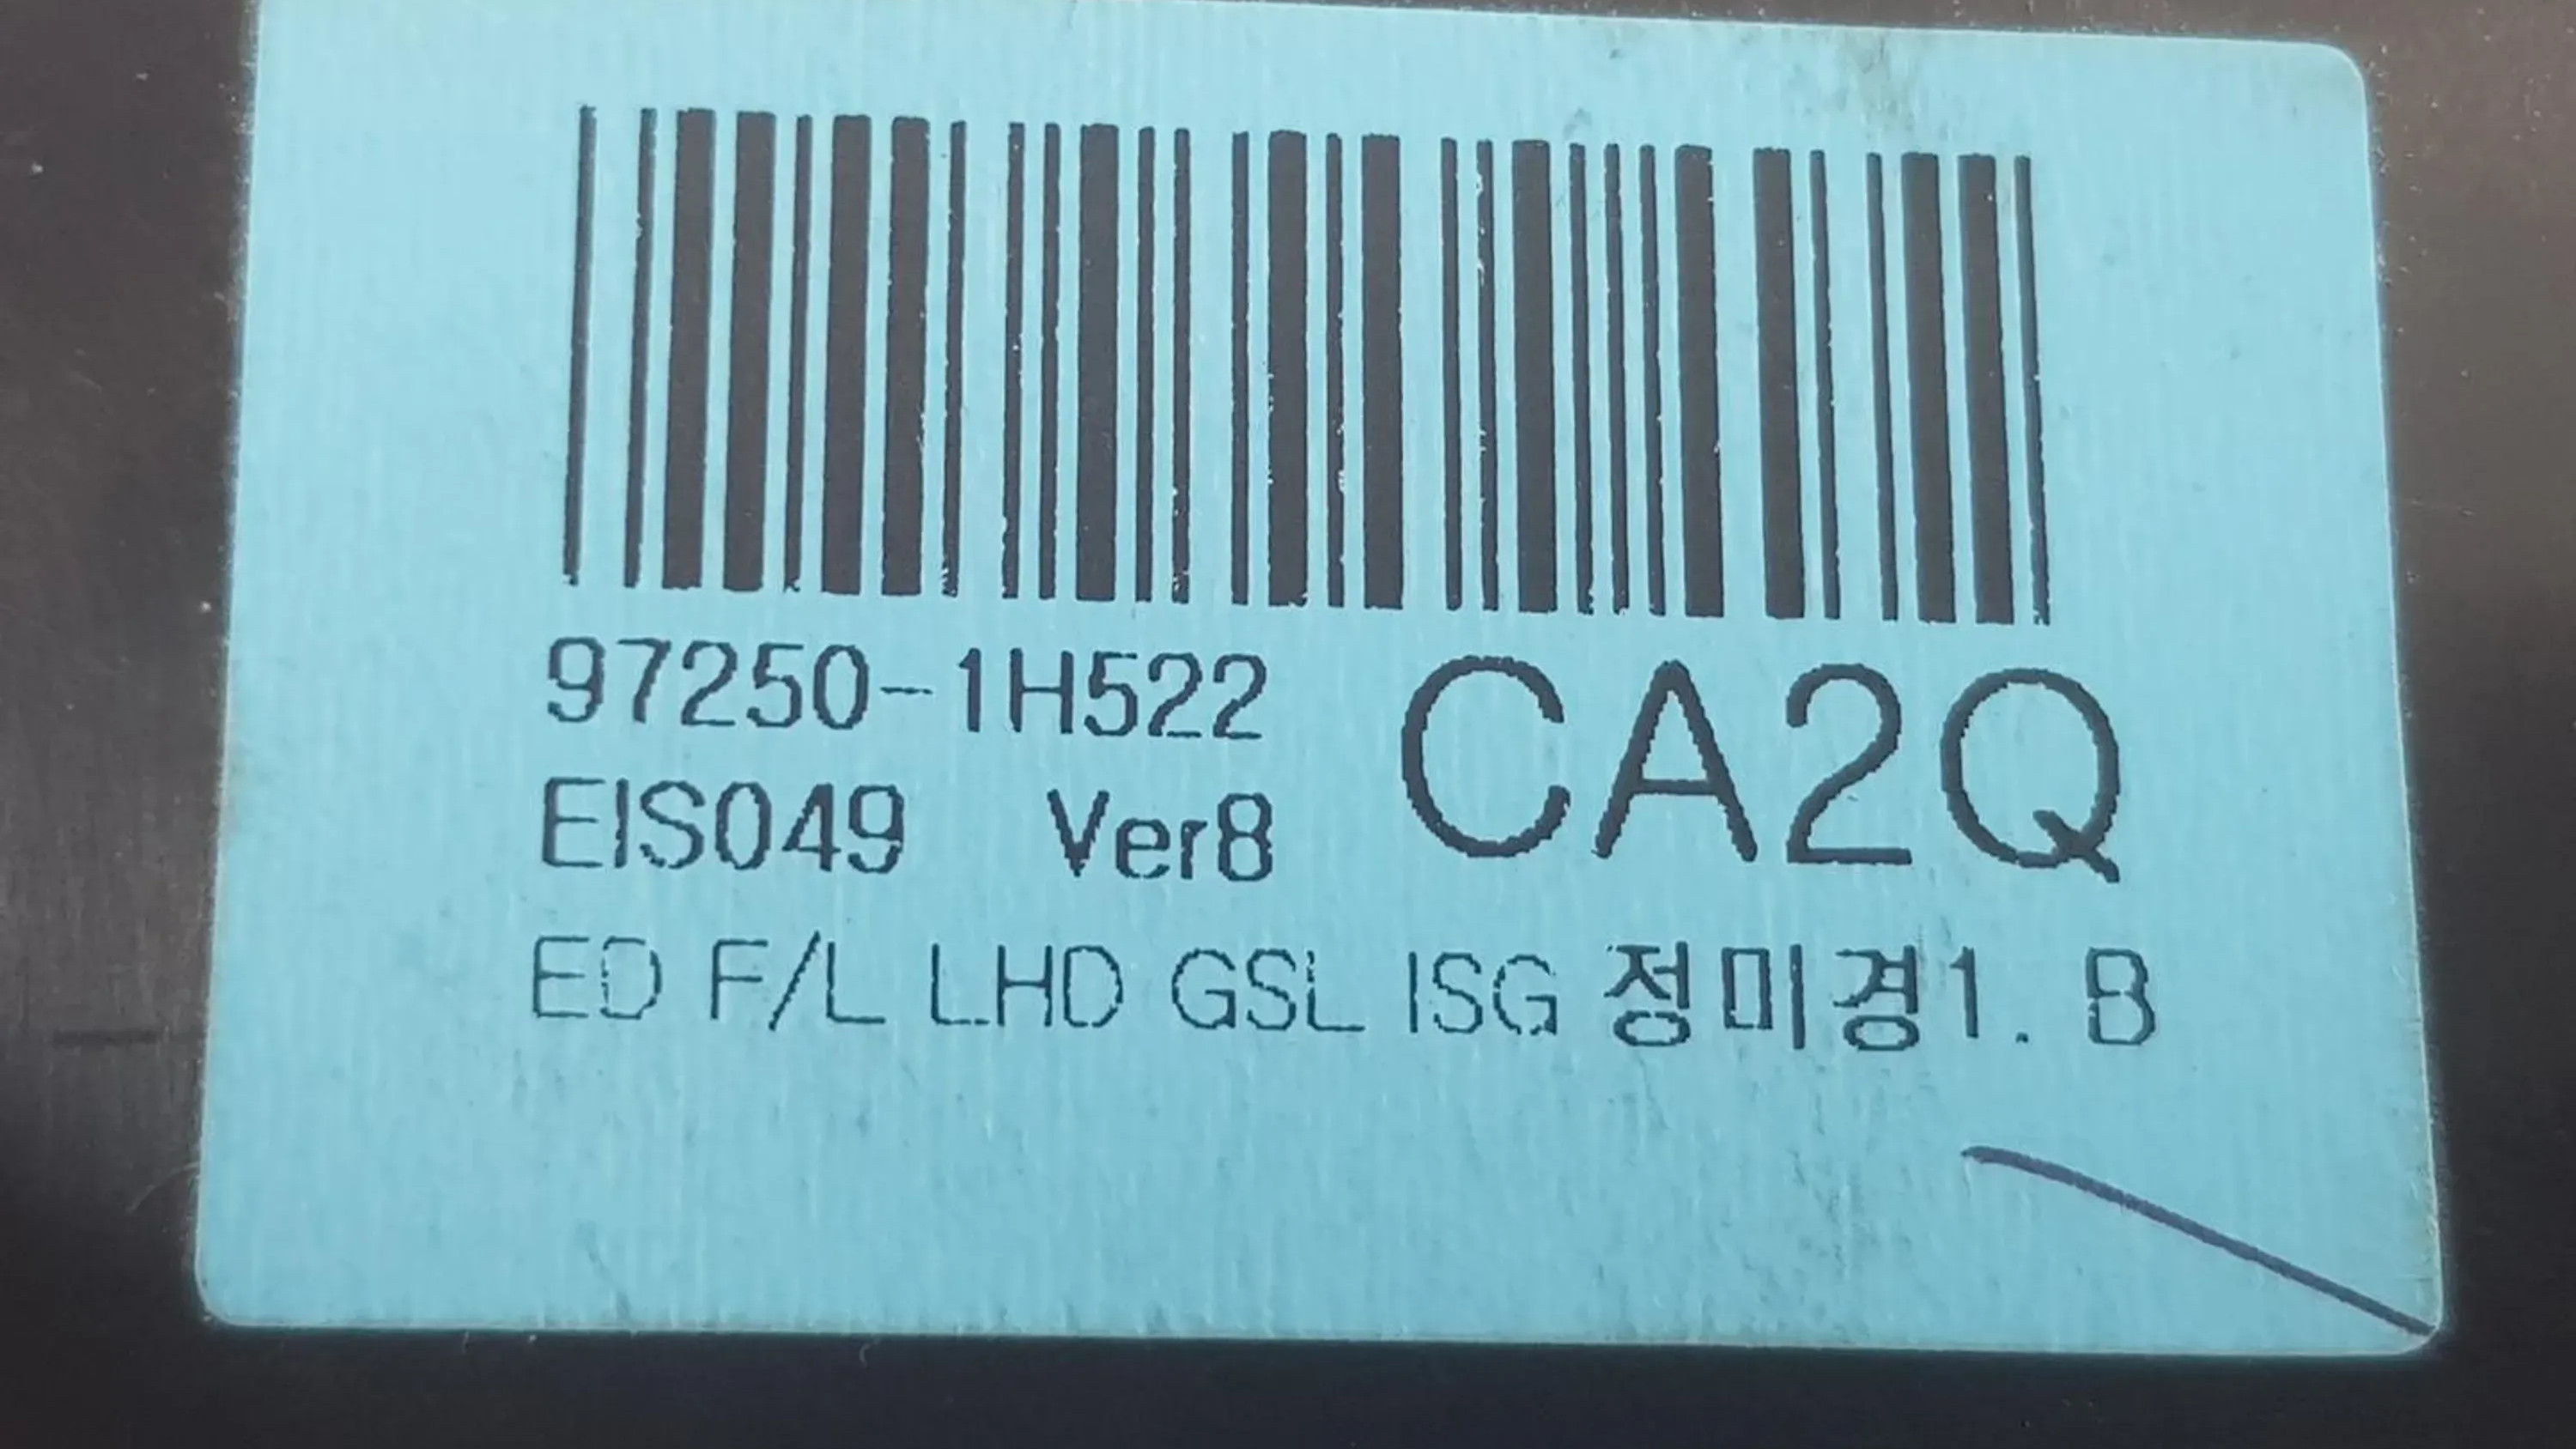 97250-1H522 CA2Q
EIS049 Ver8
ED F/L LHD GSL ISG 정미경1. B